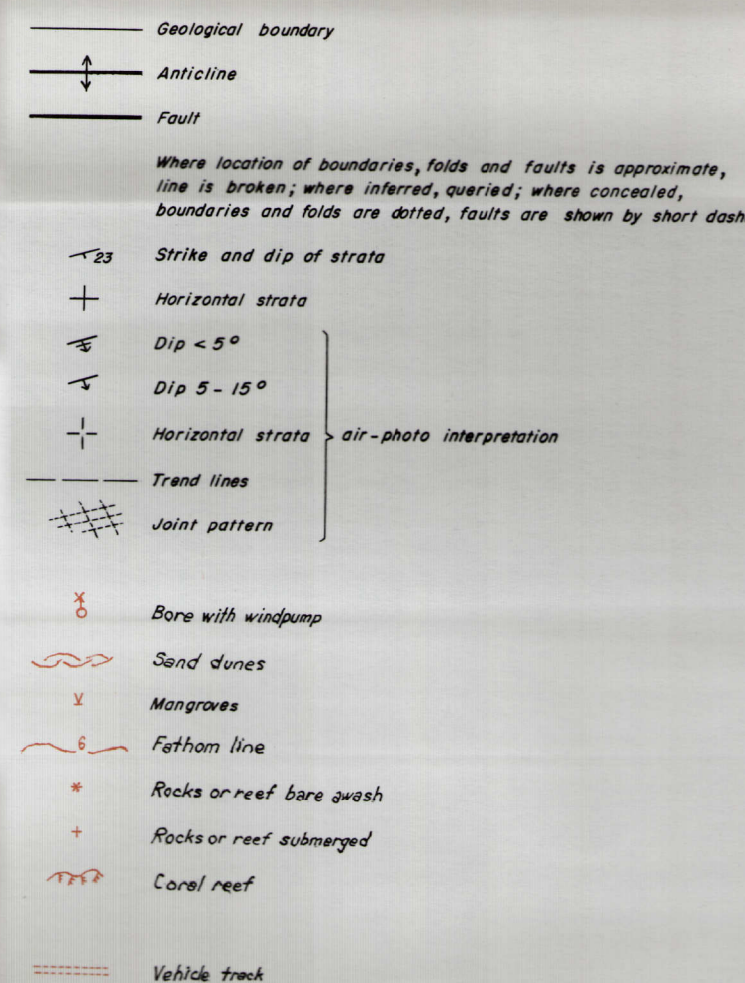 Geological boundary
Anticline
Fault
Where location of boundaries, folds and faults is approximate,
line is broken; where inferred, queried; where concealed,
boundaries and folds are dotted, faults are shown by short dash
23 Strike and dip of strata
Horizontal strata
Dip < 5°
Dip 5 - 15°
Horizontal strata
air-photo interpretation
Trend lines
Joint pattern
Bore with windpump
Sand dunes
Mangroves
6 Fathom line
Rocks or reef bare awash
Rocks or reef submerged
Coral reef
Vehicle track